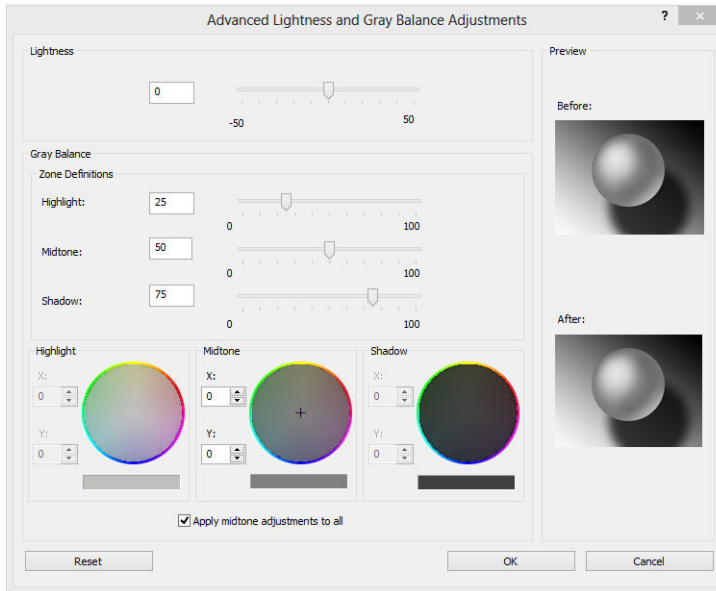 Advanced Lightness and Gray Balance Adjustments
?
×
Lightness
0
-50
50
Gray Balance
Zone Definitions
Highlight:
25
0
100
Midtone:
50
0
100
Shadow:
75
0
100
Highlight
X:
0
Y:
0
Midtone
X:
0
Y:
0
Shadow
X:
0
Y:
0
Apply midtone adjustments to all
Preview
Before:
After:
Reset
OK
Cancel